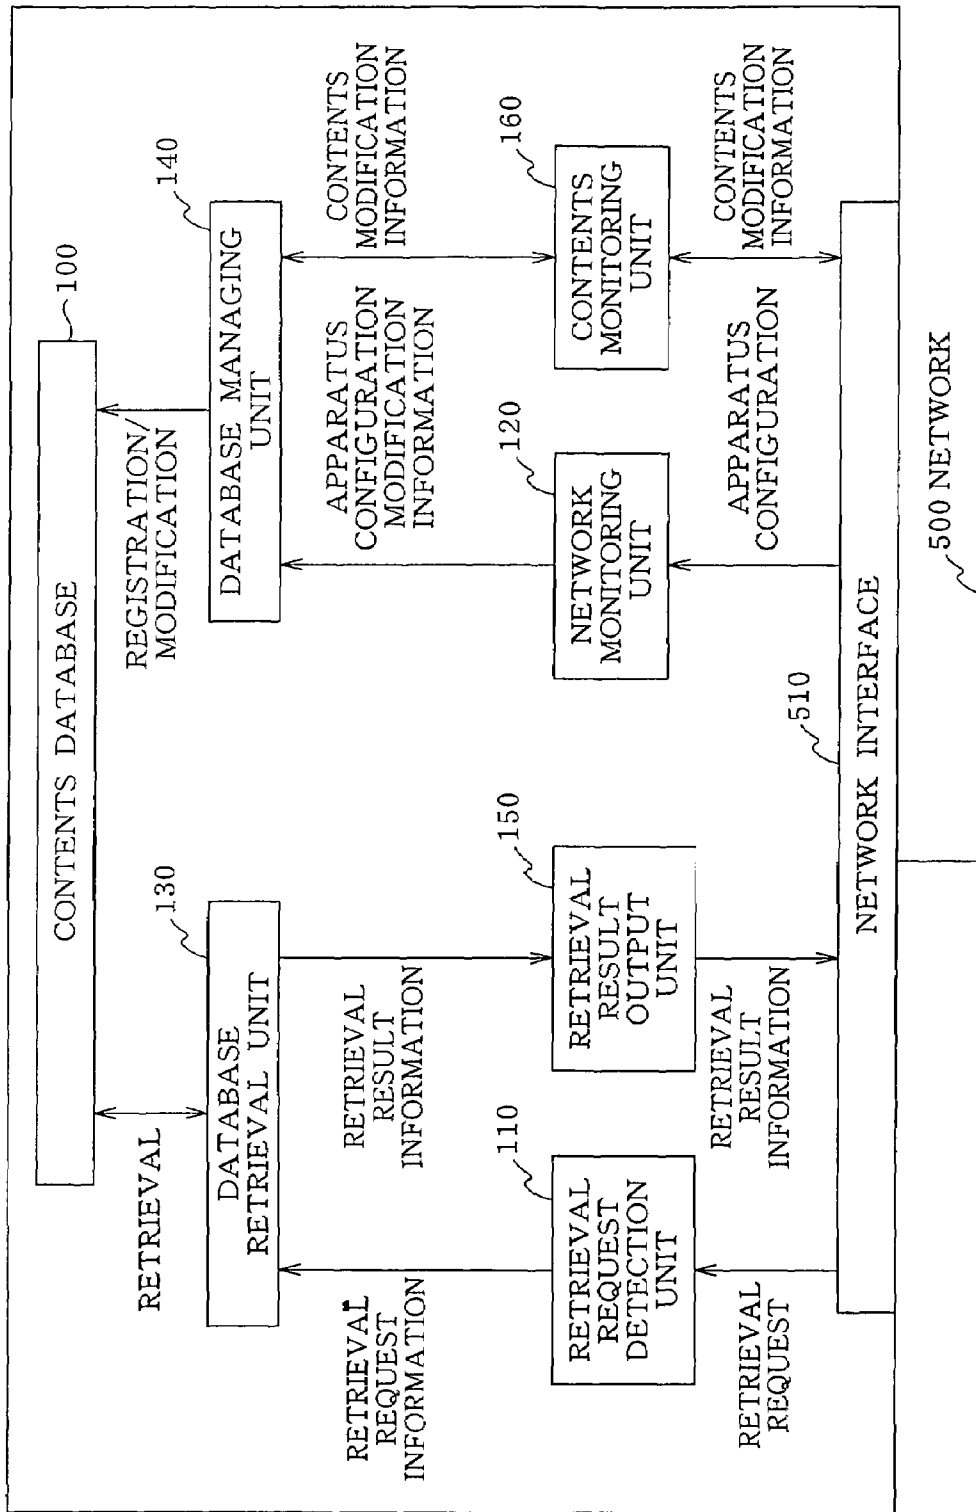 100
CONTENTS DATABASE
RETRIEVAL
REGISTRATION/
MODIFICATION
130
DATABASE
RETRIEVAL UNIT
140
DATABASE MANAGING
UNIT
RETRIEVAL
REQUEST
INFORMATION
RETRIEVAL
RESULT
INFORMATION
APPARATUS
CONFIGURATION
MODIFICATION
INFORMATION
CONTENTS
MODIFICATION
INFORMATION
110
RETRIEVAL
REQUEST
DETECTION
UNIT
150
RETRIEVAL
RESULT
OUTPUT
UNIT
120
NETWORK
MONITORING
UNIT
160
CONTENTS
MONITORING
UNIT
RETRIEVAL
REQUEST
RETRIEVAL
RESULT
INFORMATION
APPARATUS
CONFIGURATION
CONTENTS
MODIFICATION
INFORMATION
510
NETWORK INTERFACE
500 NETWORK